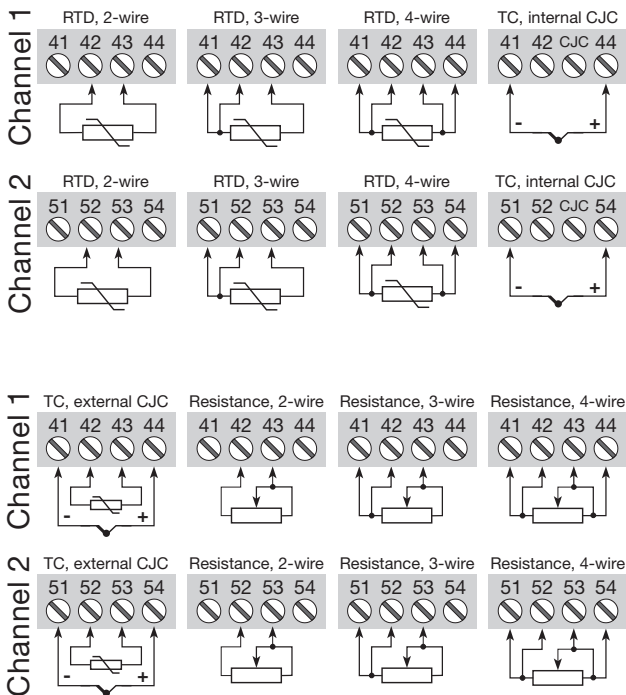 Channel 1
RTD, 2-wire RTD, 3-wire RTD, 4-wire TC, internal CJC
41 42 43 44 41 42 43 44 41 42 43 44 41 42 CJC 44
- +
Channel 2
RTD, 2-wire RTD, 3-wire RTD, 4-wire TC, internal CJC
51 52 53 54 51 52 53 54 51 52 53 54 51 52 CJC 54
- +
Channel 1
TC, external CJC Resistance, 2-wire Resistance, 3-wire Resistance, 4-wire
41 42 43 44 41 42 43 44 41 42 43 44 41 42 43 44
- +
Channel 2
TC, external CJC Resistance, 2-wire Resistance, 3-wire Resistance, 4-wire
51 52 53 54 51 52 53 54 51 52 53 54 51 52 53 54
- +